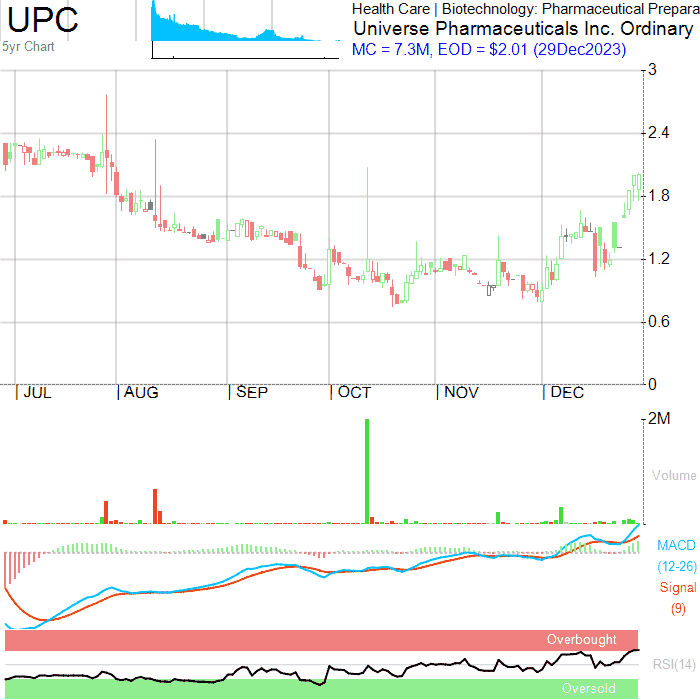 UPC
5yr Chart
Health Care | Biotechnology: Pharmaceutical Prepara
Universe Pharmaceuticals Inc. Ordinary
MC = 7.3M, EOD = $2.01 (29Dec2023)
3
2.4
1.8
1.2
0.6
0
JUL AUG SEP OCT NOV DEC
2M
Volume
MACD
(12-26)
Signal
(9)
Overbought
RSI(14)
Oversold